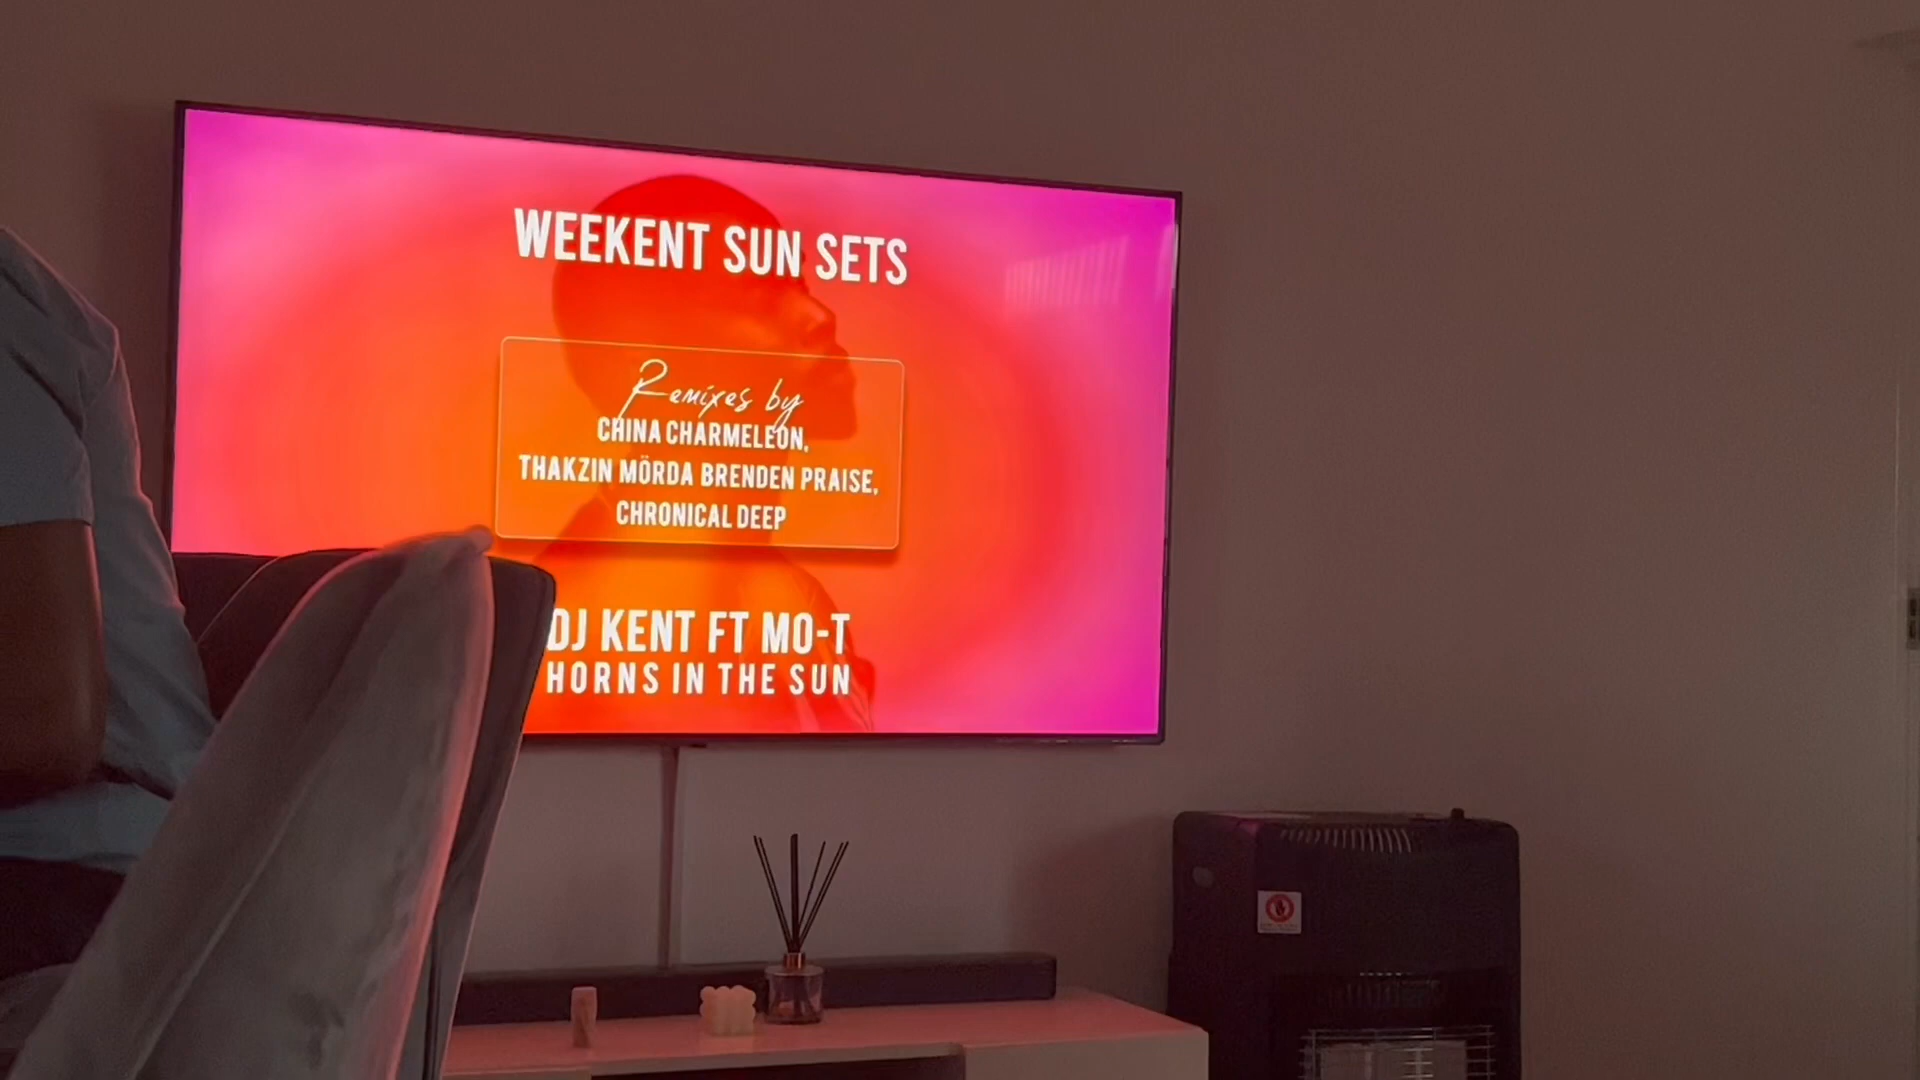 WEEKENT SUN SETS
Remixes by
CHINA CHARMELEON,
THAKZIN MÖRDA BRENDEN PRAISE,
CHRONICAL DEEP
DJ KENT FT MO-T
HORNS IN THE SUN